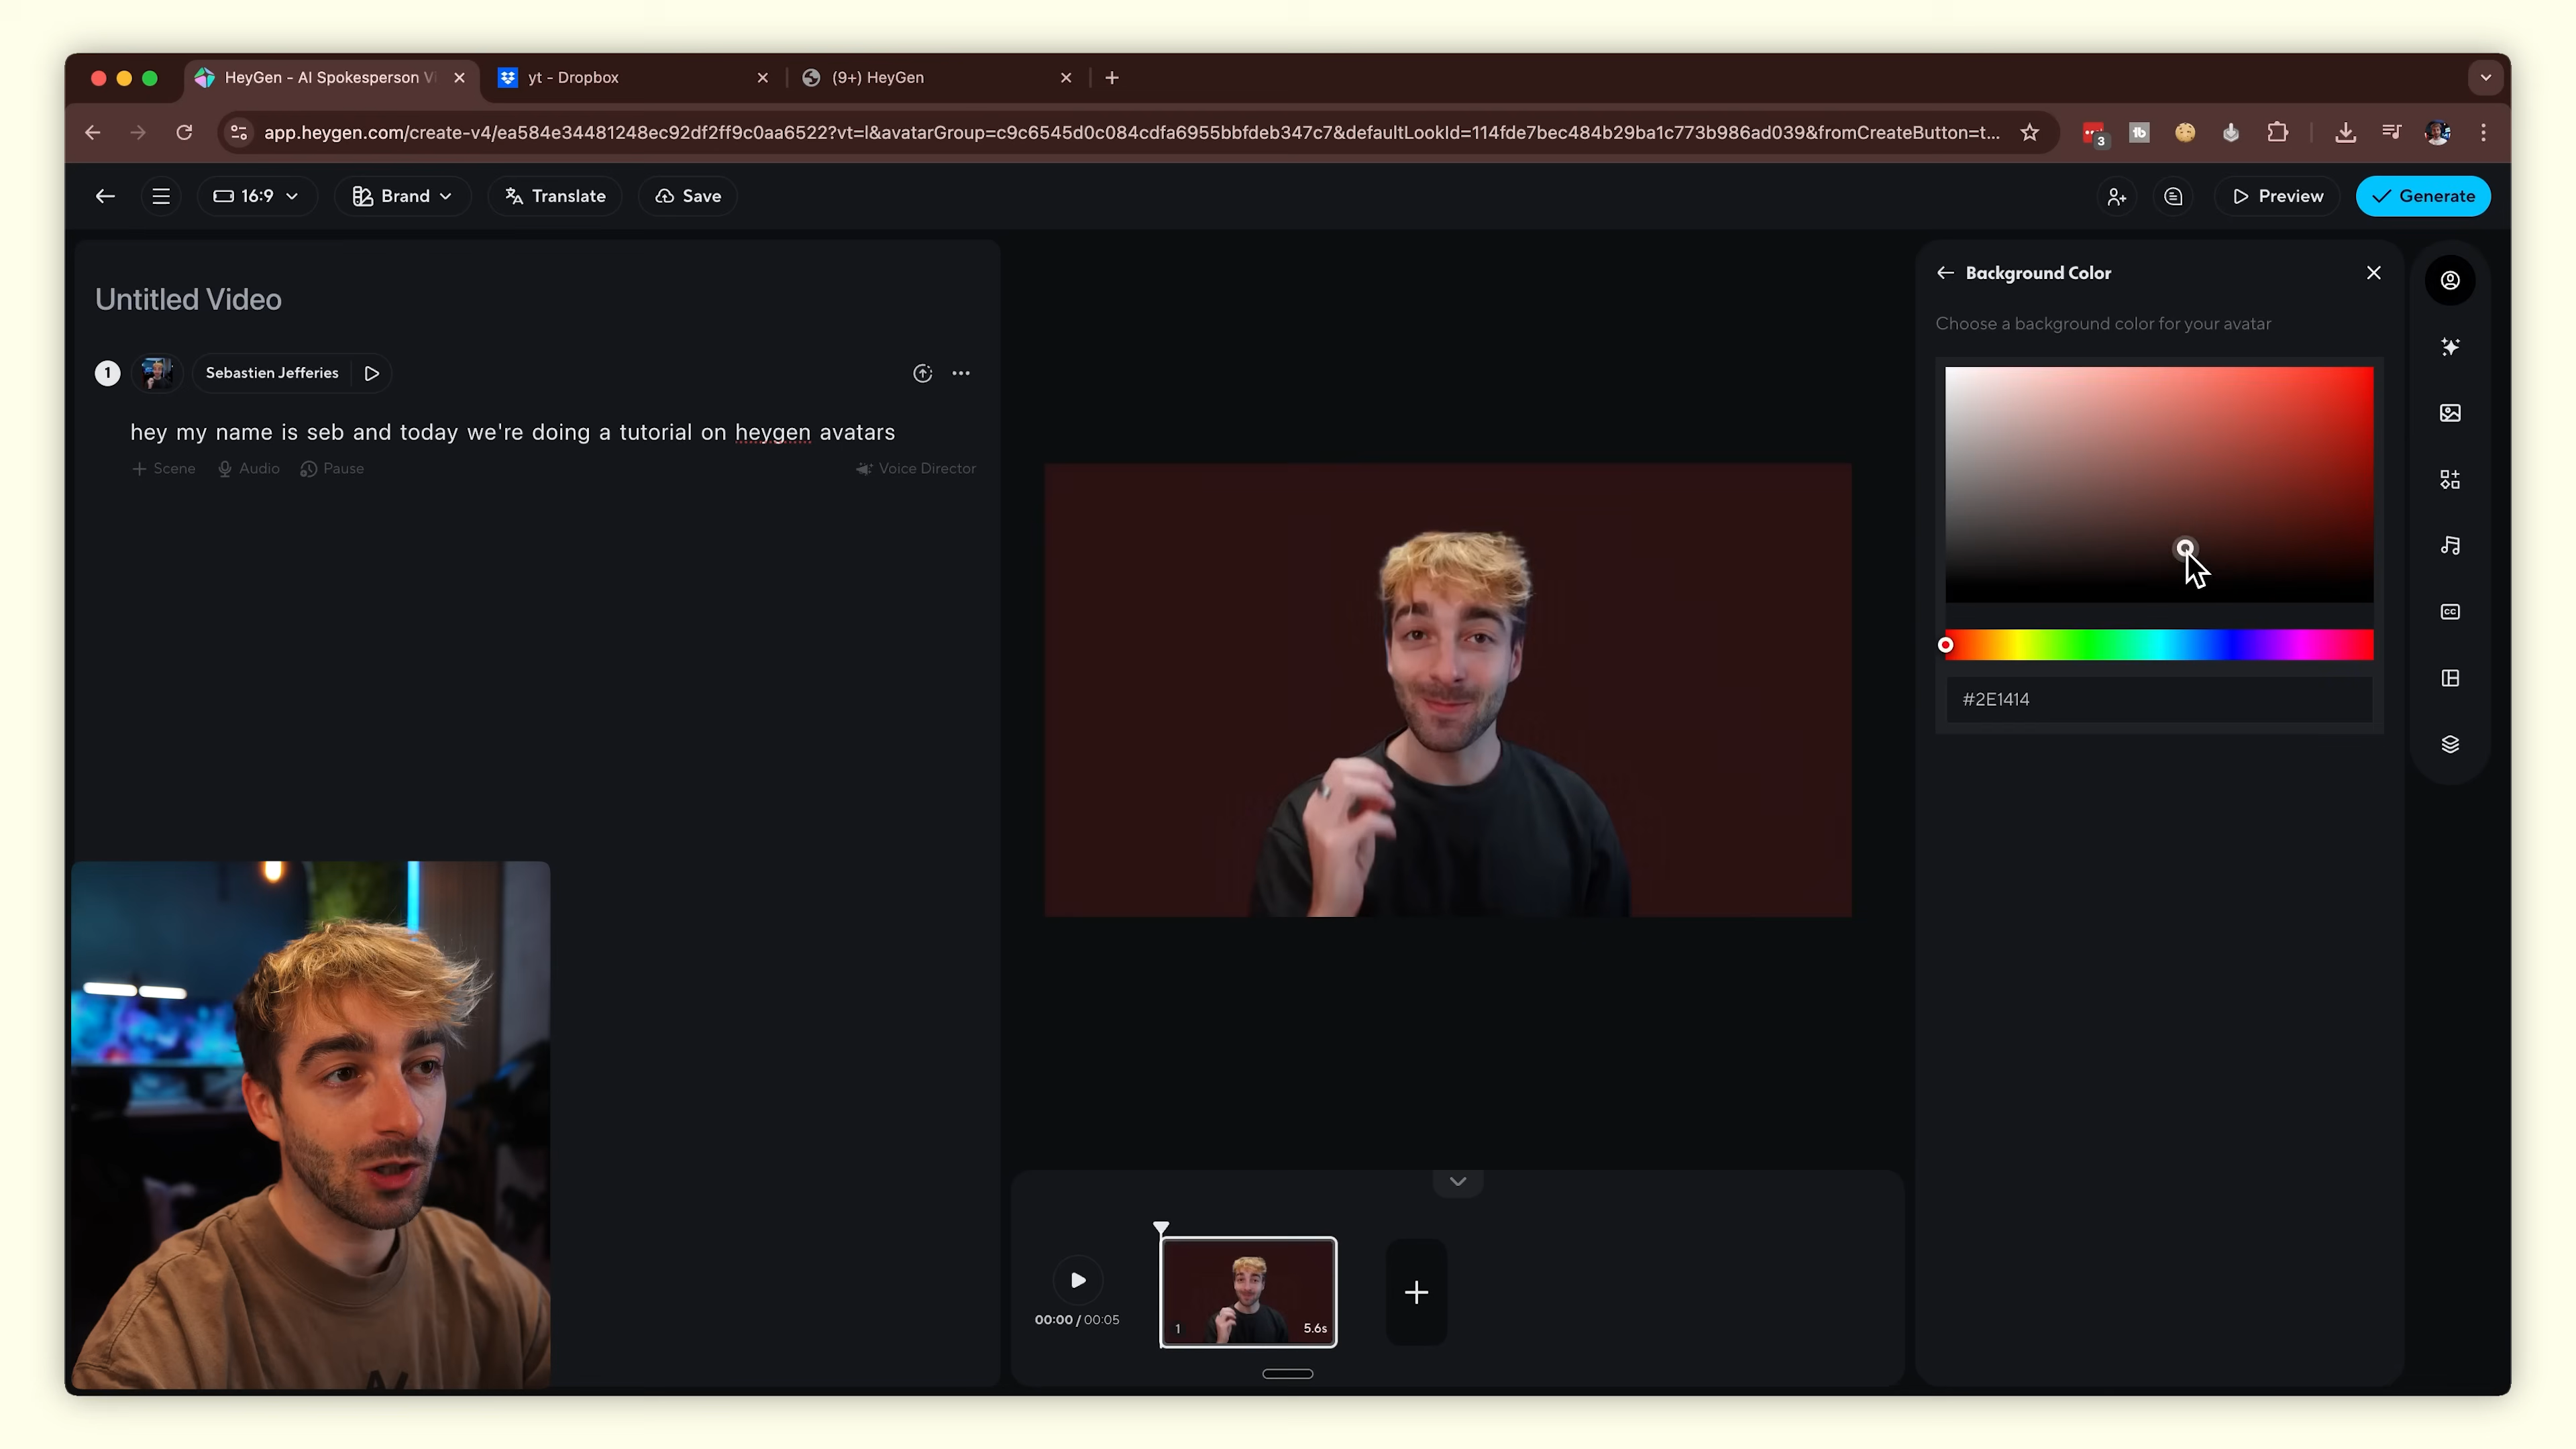 HeyGen - AI Spokesperson Vi
yt - Dropbox
(9+) HeyGen
app.heygen.com/create-v4/ea584e34481248ec92df2ff9c0aa6522?vt=l&avatarGroup=c9c6545d0c084cdfa6955bbfdeb347c7&defaultLookId=114fde7bec484b29ba1c773b986ad039&fromCreateButton=t...
3
16:9
Brand
Translate
Save
Preview
Generate
Untitled Video
1
Sebastien Jefferies
hey my name is seb and today we're doing a tutorial on heygen avatars
Scene
Audio
Pause
Voice Director
Background Color
Choose a background color for your avatar
#2E1414
CC
00:00 / 00:05
1
5.6s